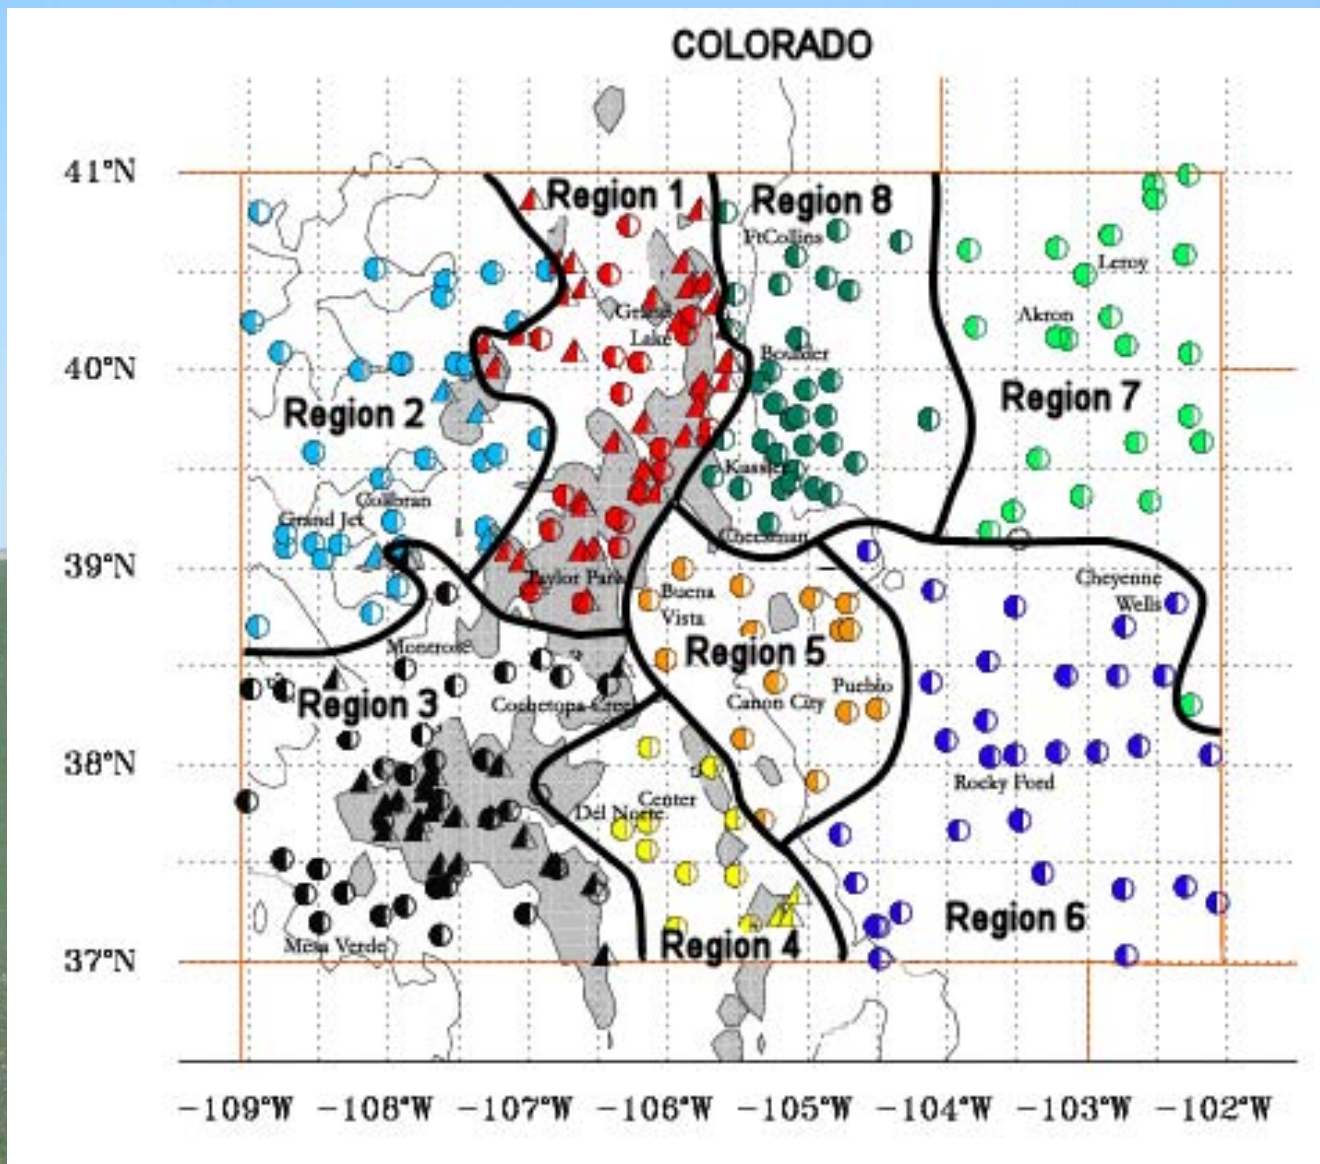 COLORADO
41°N
40°N
39°N
38°N
37°N
Region 1
Region 8
FtCollins
Leroy
Grand
Lake
Akron
Boulder
Region 2
Region 7
Kassler
Collbran
Grand Jct
Cheesman
Taylor Park
Buena
Vista
Cheyenne
Wells
Montrose
Region 5
Region 3
Cochetopa Creek
Canon City
Pueblo
Rocky Ford
Del Norte
Center
Mesa Verde
Region 4
Region 6
-109°W -108°W -107°W -106°W -105°W -104°W -103°W -102°W